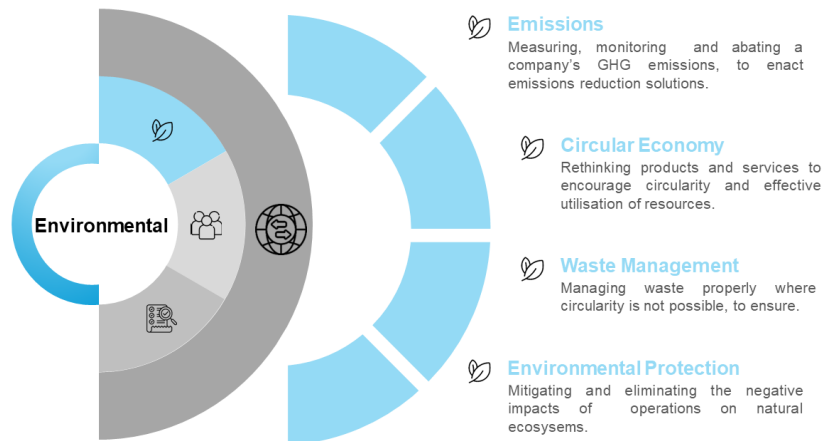 Environmental
Emissions
Measuring, monitoring and abating a
company's GHG emissions, to enact
emissions reduction solutions.
Circular Economy
Rethinking products and services to
encourage circularity and effective
utilisation of resources.
Waste Management
Managing waste properly where
circularity is not possible, to ensure.
Environmental Protection
Mitigating and eliminating the negative
impacts of operations on natural
ecosysems.